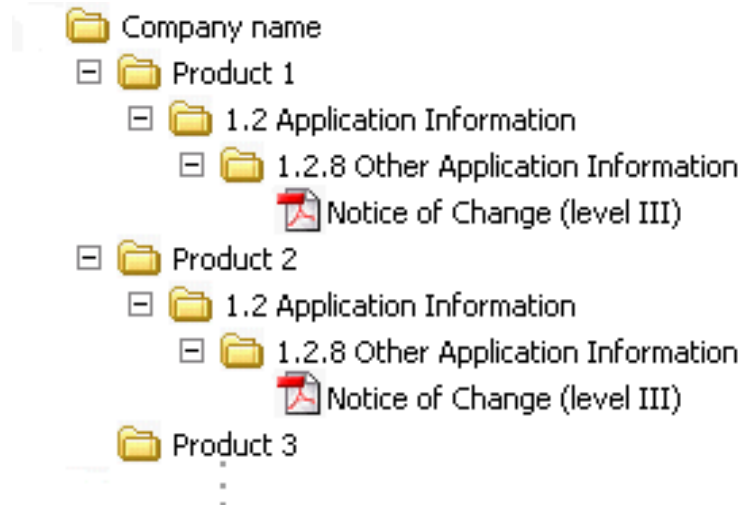 Company name
Product 1
1.2 Application Information
1.2.8 Other Application Information
Notice of Change (level III)
Product 2
1.2 Application Information
1.2.8 Other Application Information
Notice of Change (level III)
Product 3